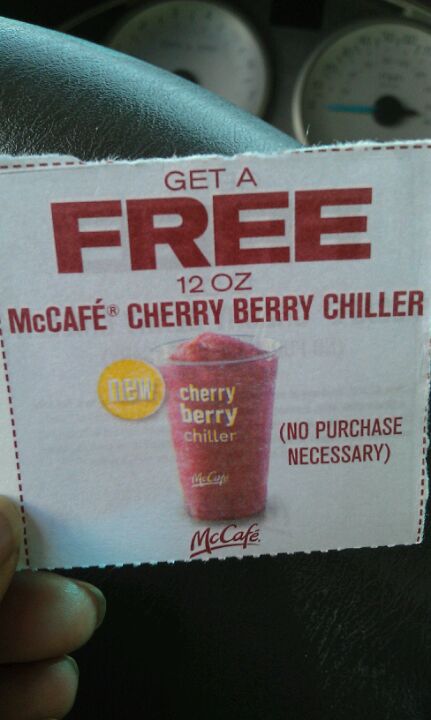 GET A
FREE
12 OZ
McCAFÉ® CHERRY BERRY CHILLER
new
cherry
berry
chiller
McCafé
(NO PURCHASE
NECESSARY)
McCafé®